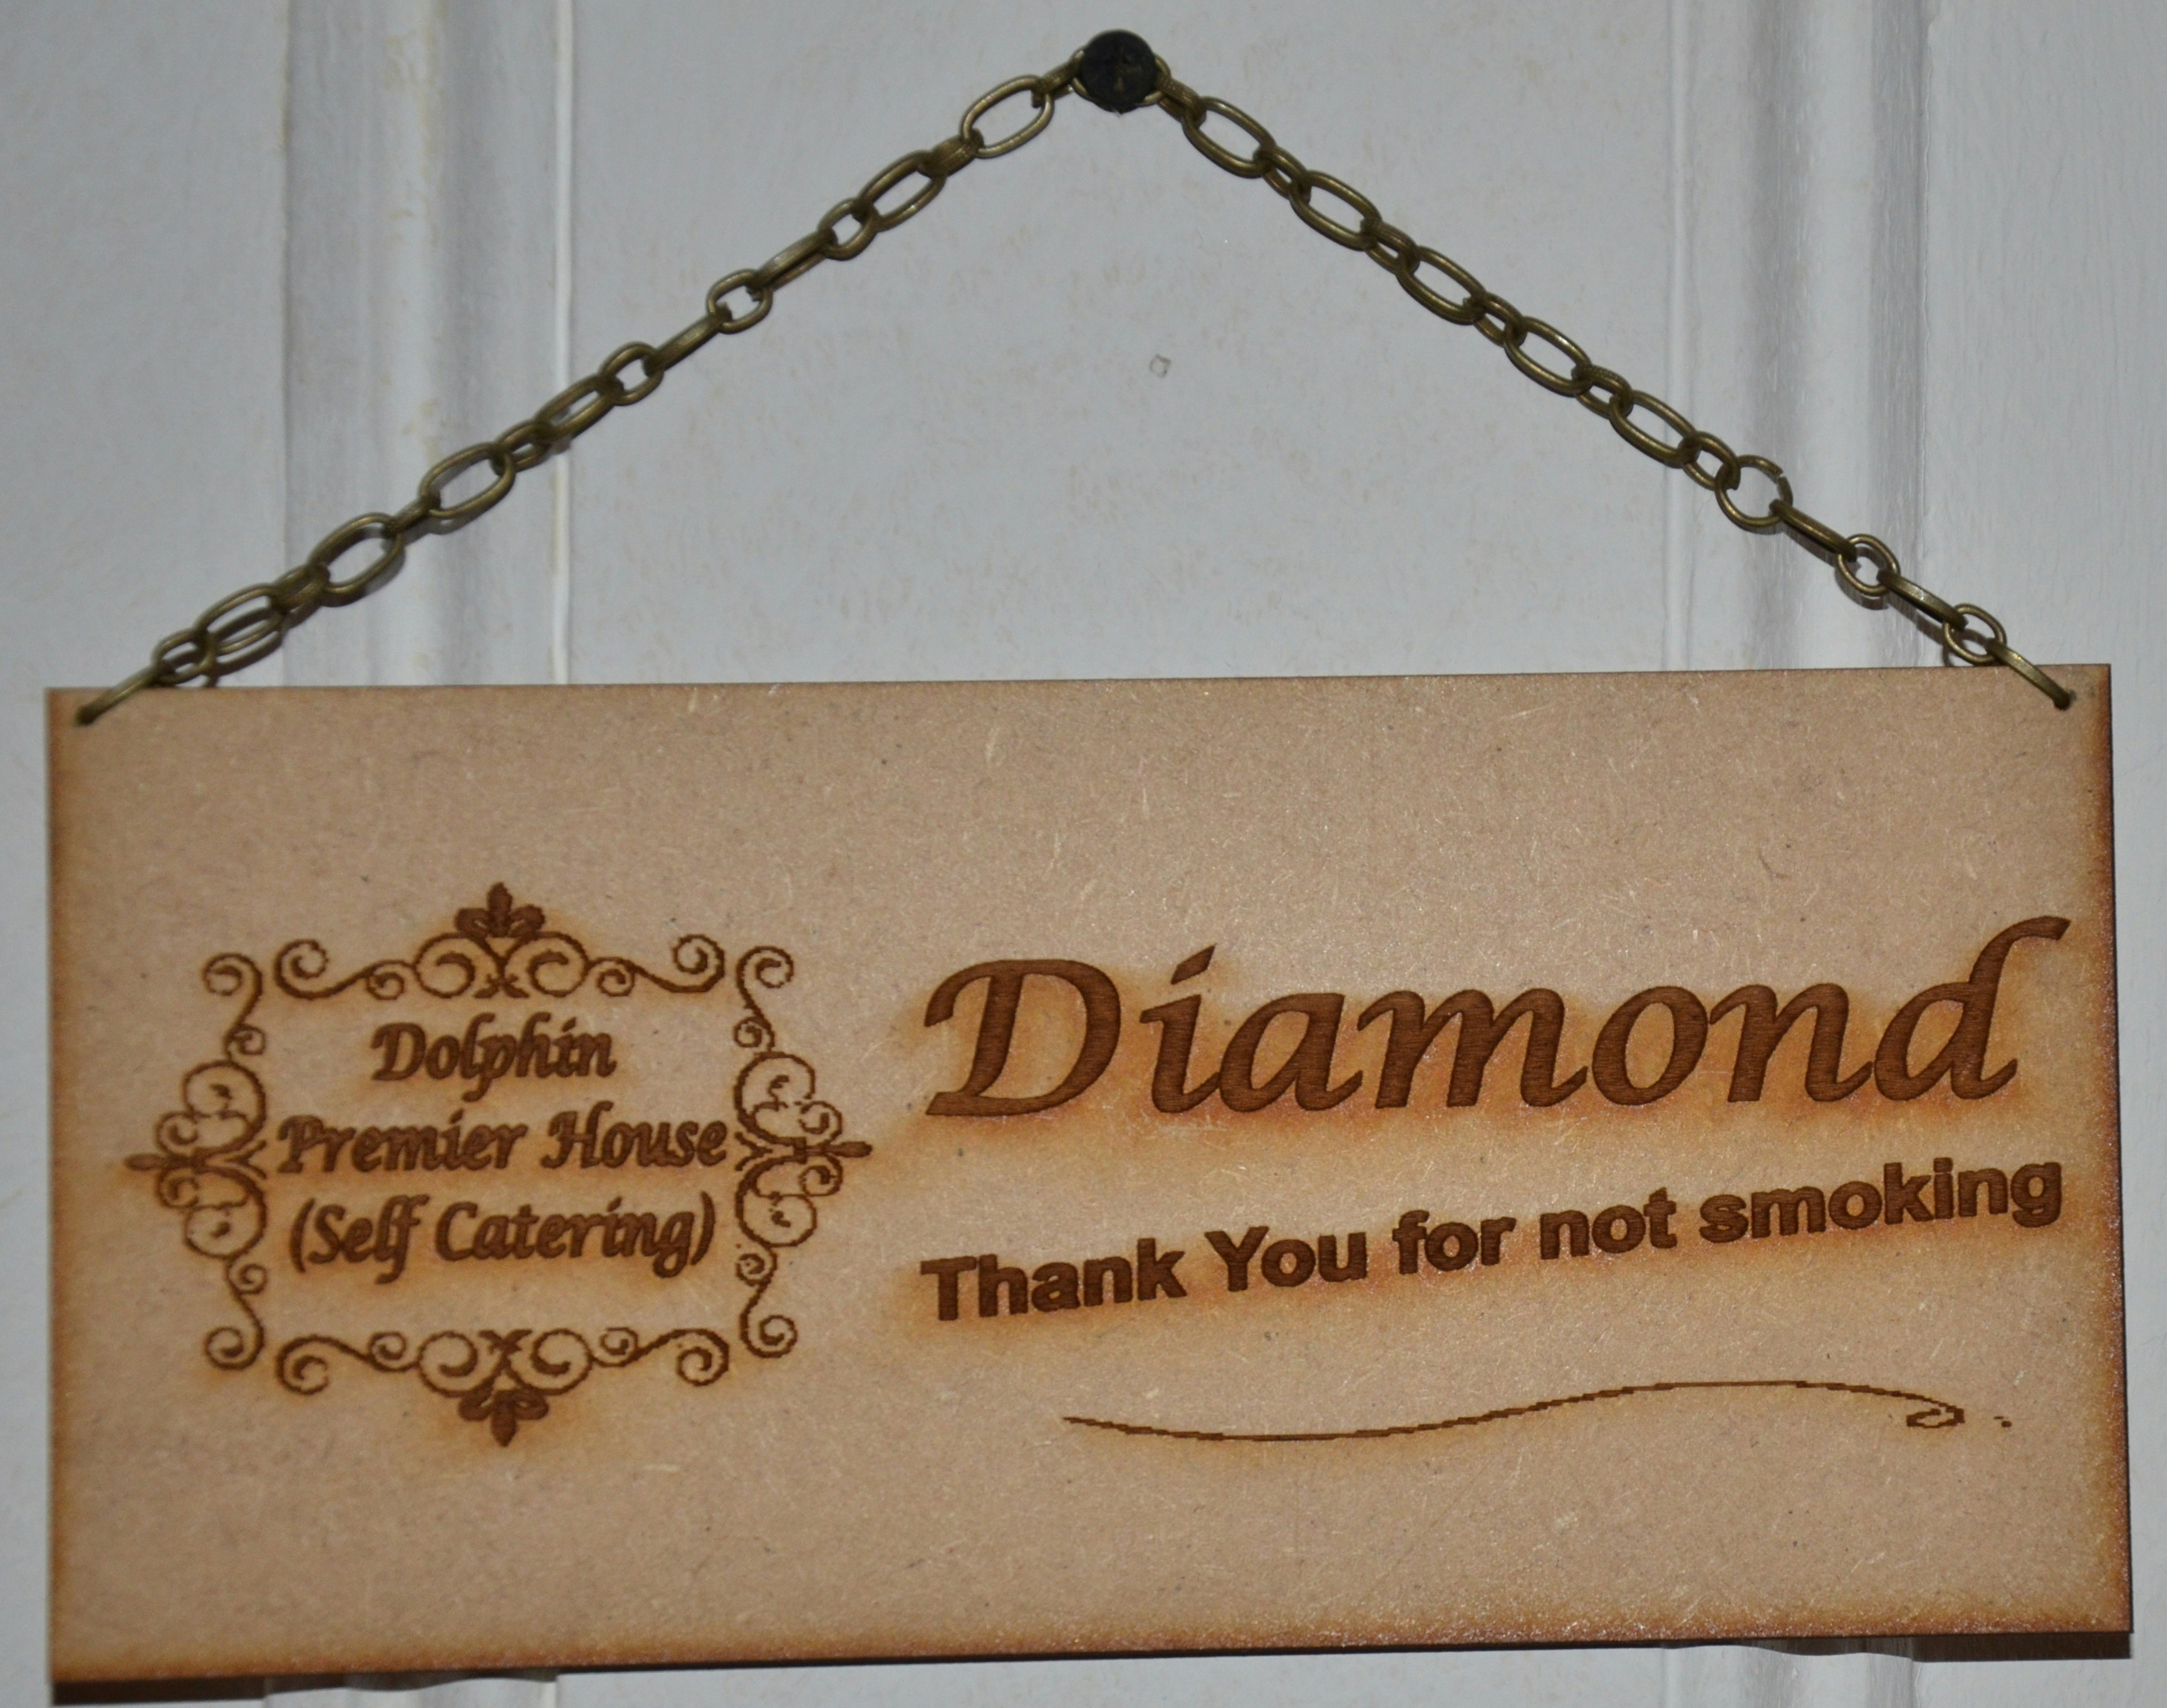 Dolphin
Premier House
(Self Catering)
Diamond
Thank You for not smoking